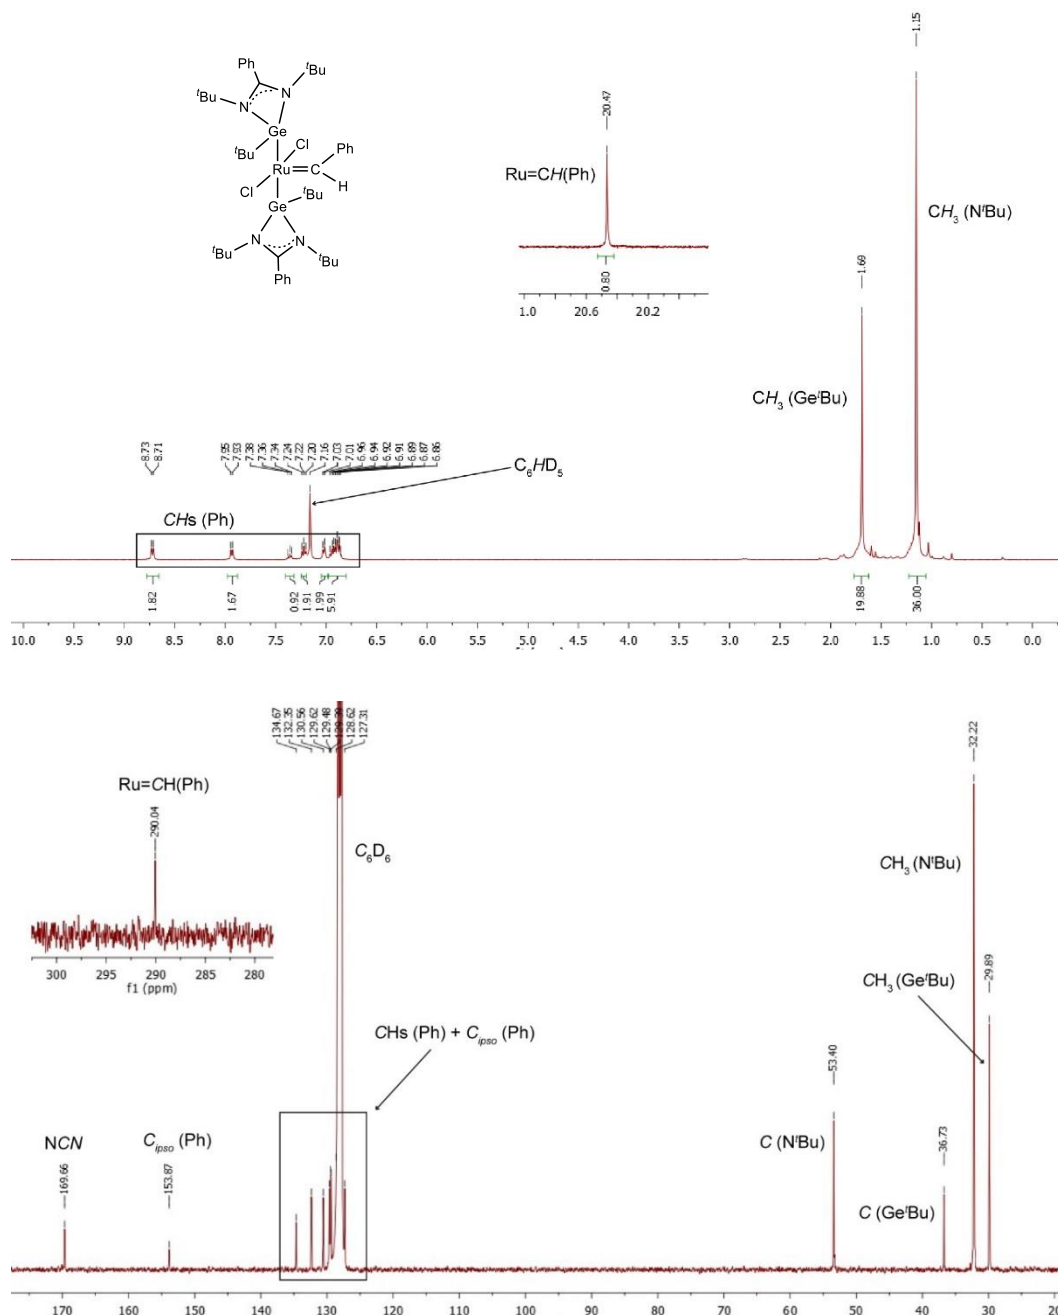 Ph
ᵗBu
ᵗBu
N
N
Ge
ᵗBu
Cl
Ph
Ru
C
Cl
H
ᵗBu
Ge
N
N
ᵗBu
ᵗBu
Ph
Ru=CH(Ph)
20.47
0.80
1.0 20.6 20.2
1.15
CH₃ (NᵗBu)
1.69
CH₃ (GeᵗBu)
8.73
8.71
7.95
7.93
7.38
7.36
7.34
7.24
7.22
7.20
7.16
7.03
7.01
6.96
6.94
6.92
6.91
6.89
6.87
6.86
C₆HD₅
CHs (Ph)
1.82
1.67
0.92
1.91
1.99
5.91
19.88
36.00
10.0 9.5 9.0 8.5 8.0 7.5 7.0 6.5 6.0 5.5 5.0 4.5 4.0 3.5 3.0 2.5 2.0 1.5 1.0 0.5 0.0
134.67
132.35
130.56
129.62
129.48
128.62
127.31
Ru=CH(Ph)
290.04
300 295 290 285 280
f1 (ppm)
C₆D₆
32.22
CH₃ (NᵗBu)
29.89
CH₃ (GeᵗBu)
CHs (Ph) + Cᵢₚₛₒ (Ph)
53.40
C (NᵗBu)
36.73
C (GeᵗBu)
NCN
169.66
Cᵢₚₛₒ (Ph)
153.87
170 160 150 140 130 120 110 100 90 80 70 60 50 40 30 20